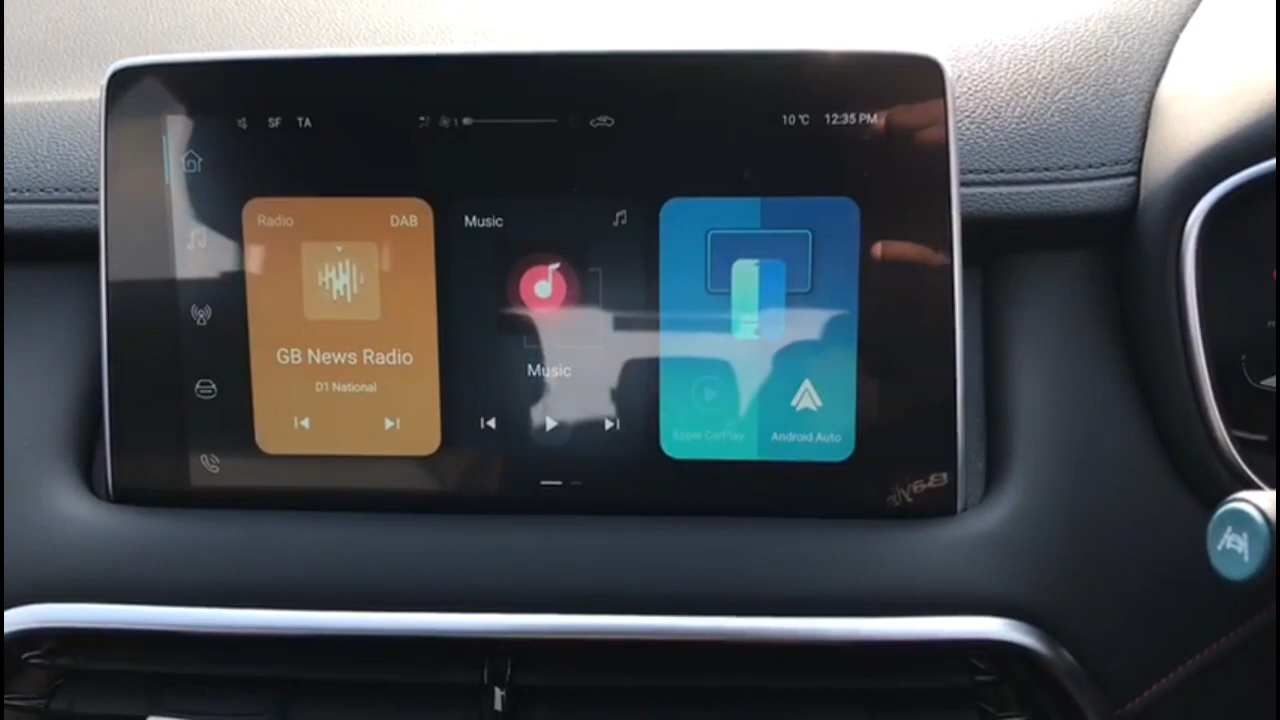 SF TA
1
10 ℃ 12:35 PM
Radio DAB
GB News Radio
D1 National
Music
Music
Apple CarPlay
Android Auto